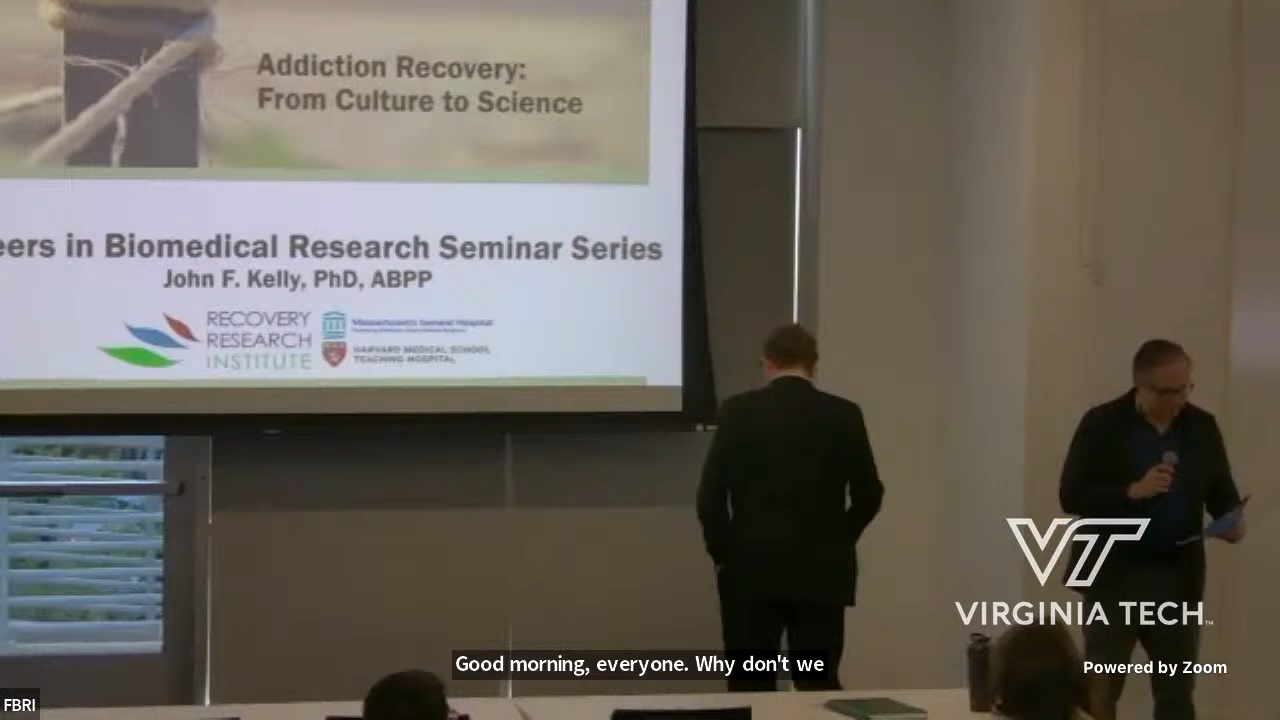 Addiction Recovery:
From Culture to Science
eers in Biomedical Research Seminar Series
John F. Kelly, PhD, ABPP
RECOVERY
RESEARCH
INSTITUTE
Massachusetts General Hospital
HARVARD MEDICAL SCHOOL
TEACHING HOSPITAL
VT
VIRGINIA TECH™
Good morning, everyone. Why don't we
Powered by Zoom
FBRI